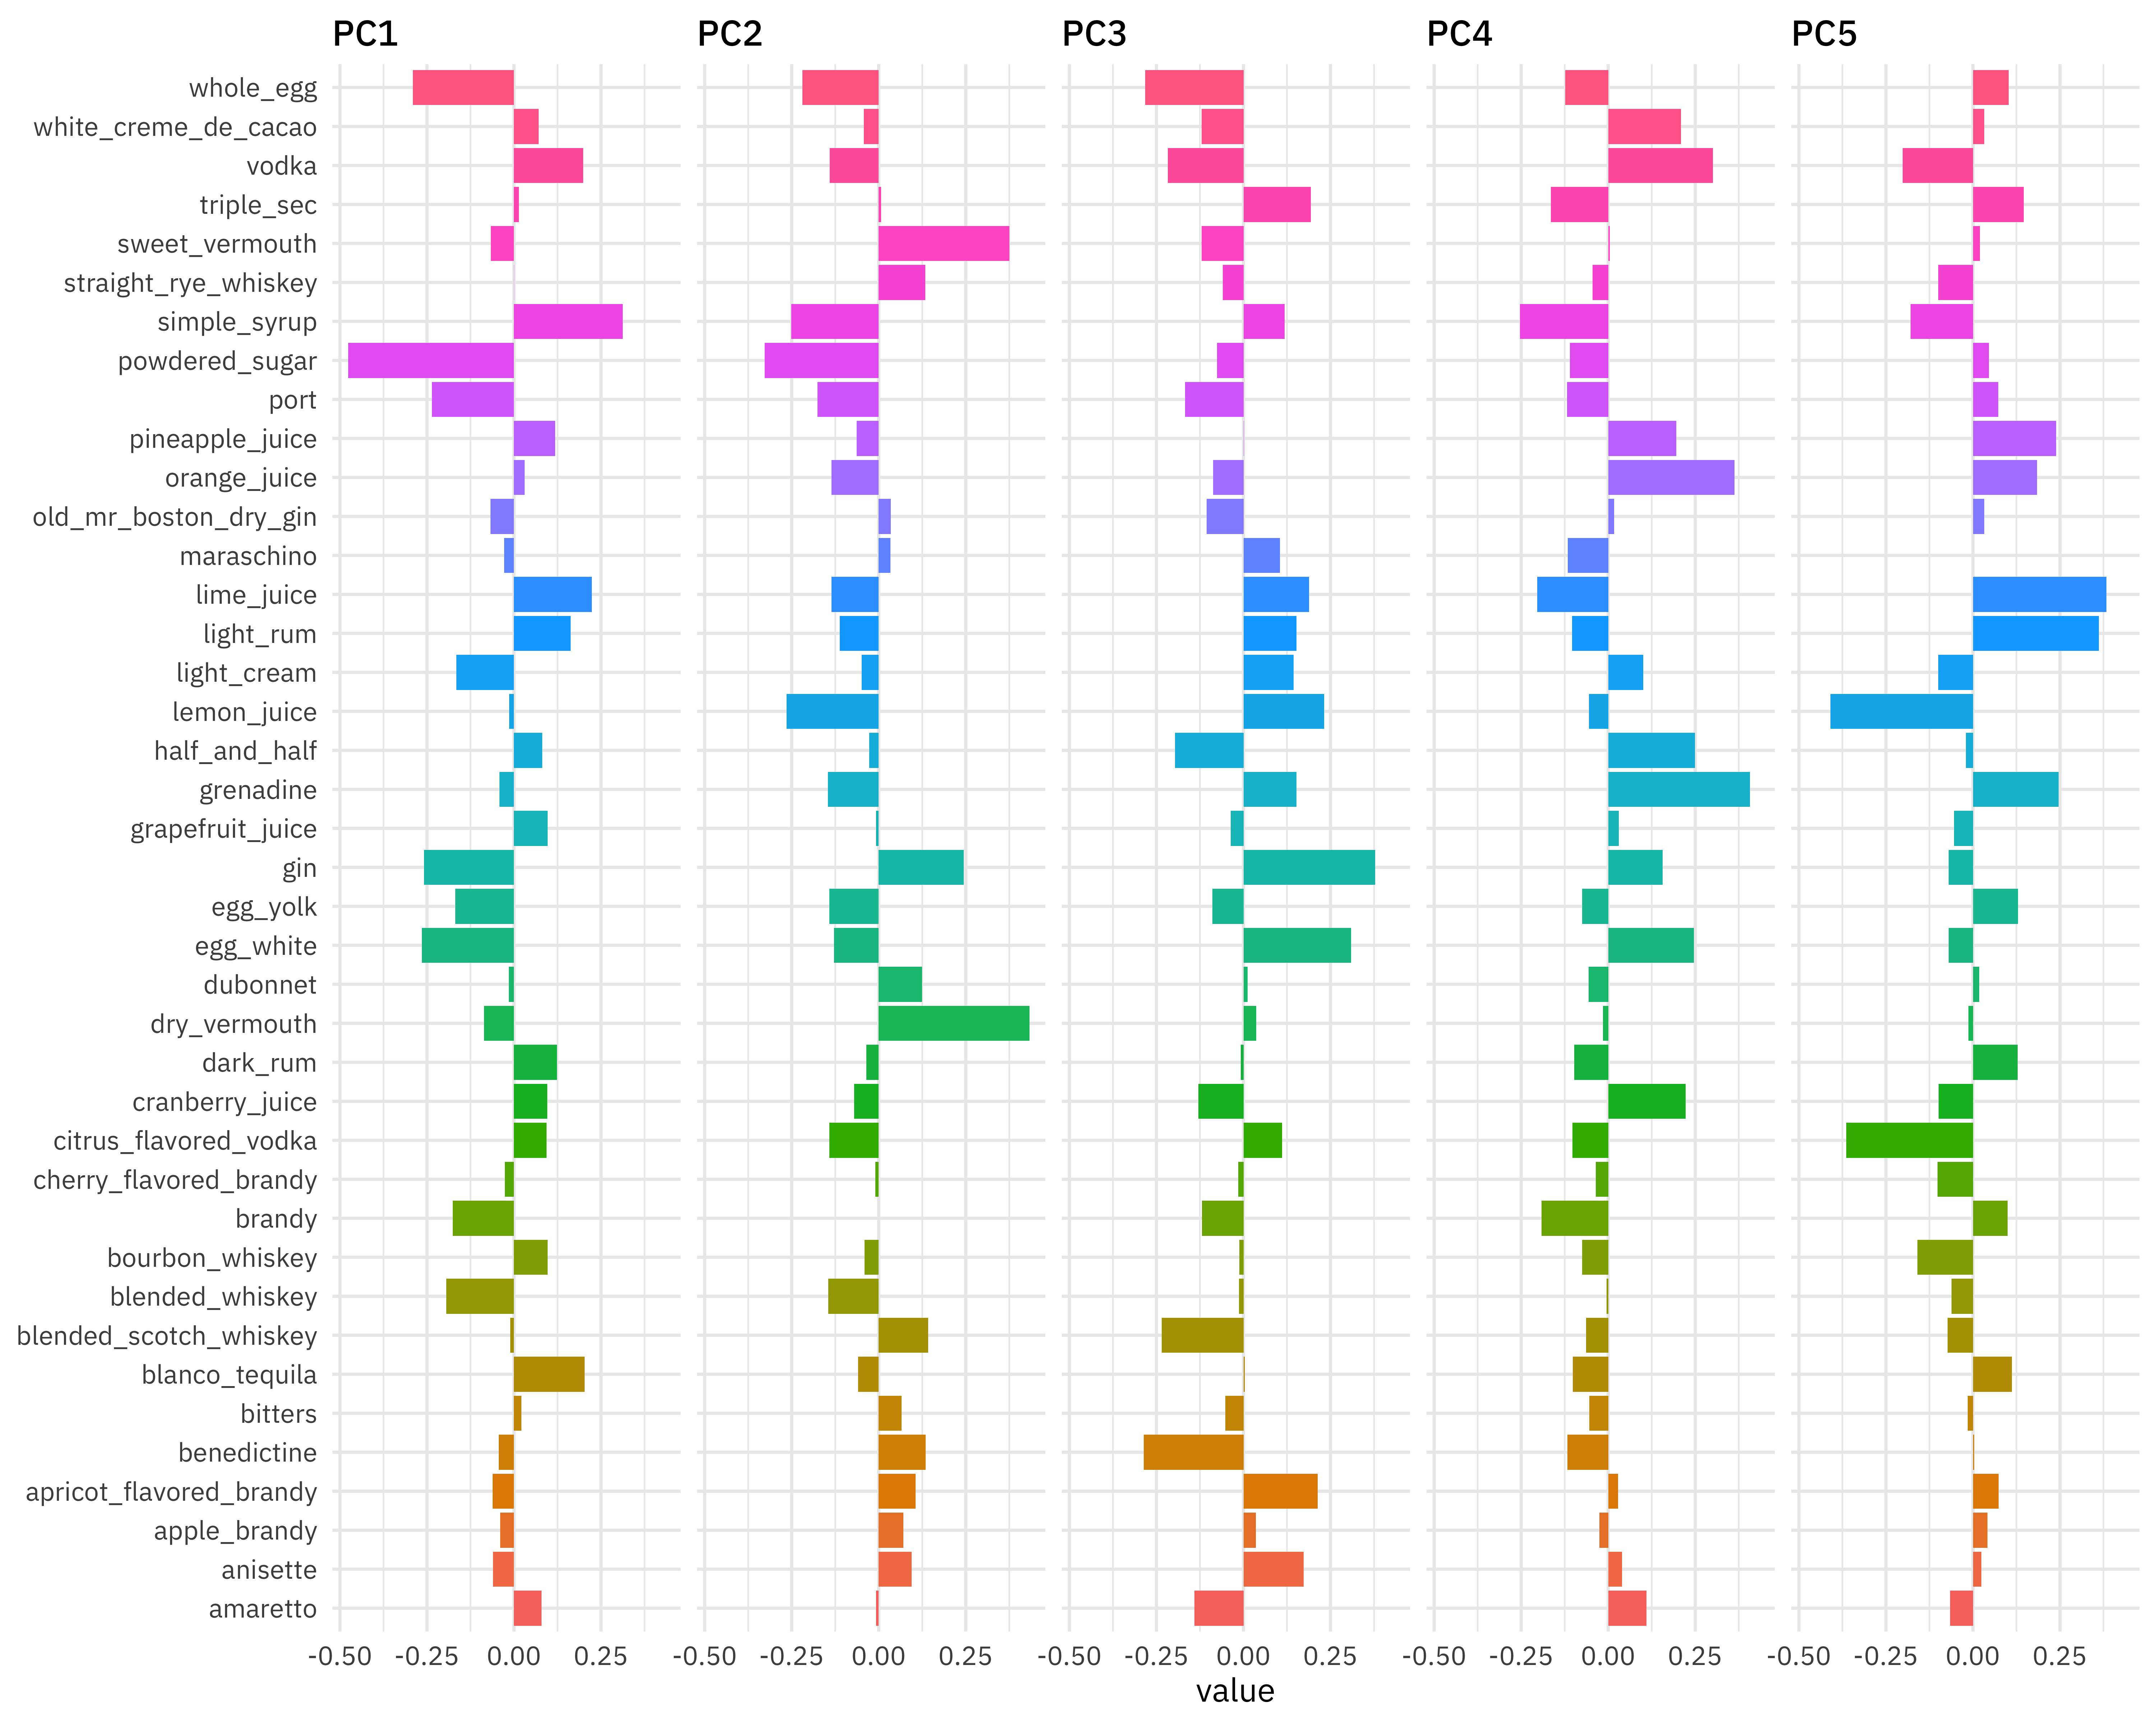 PC1 PC2 PC3 PC4 PC5
whole_egg
white_creme_de_cacao
vodka
triple_sec
sweet_vermouth
straight_rye_whiskey
simple_syrup
powdered_sugar
port
pineapple_juice
orange_juice
old_mr_boston_dry_gin
maraschino
lime_juice
light_rum
light_cream
lemon_juice
half_and_half
grenadine
grapefruit_juice
gin
egg_yolk
egg_white
dubonnet
dry_vermouth
dark_rum
cranberry_juice
citrus_flavored_vodka
cherry_flavored_brandy
brandy
bourbon_whiskey
blended_whiskey
blended_scotch_whiskey
blanco_tequila
bitters
benedictine
apricot_flavored_brandy
apple_brandy
anisette
amaretto
-0.50 -0.25 0.00 0.25 -0.50 -0.25 0.00 0.25 -0.50 -0.25 0.00 0.25 -0.50 -0.25 0.00 0.25 -0.50 -0.25 0.00 0.25
value